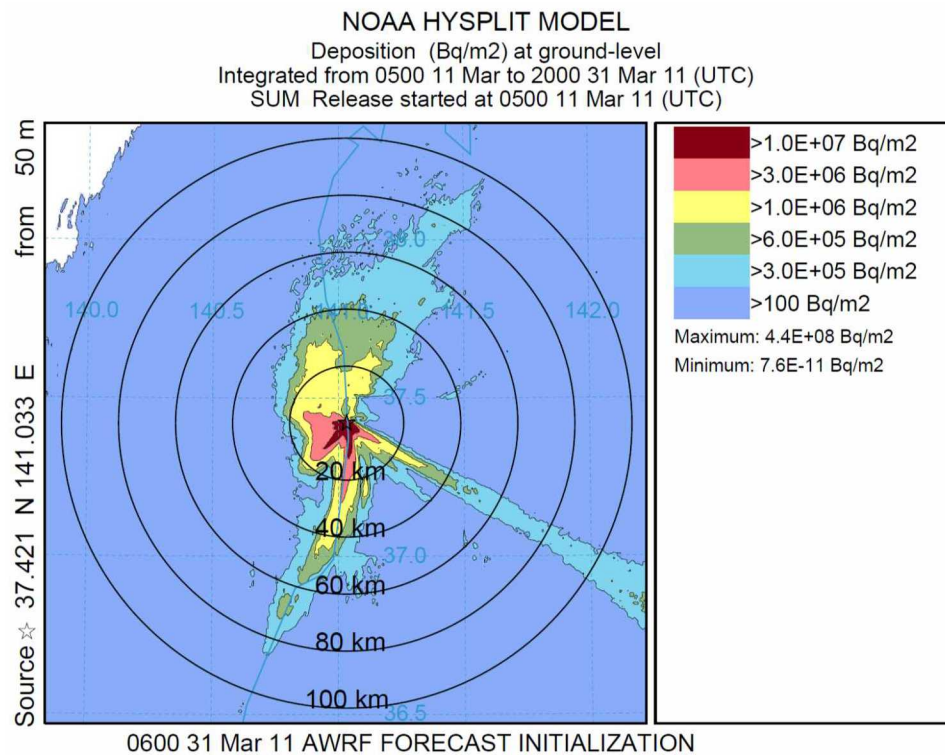 NOAA HYSPLIT MODEL
Deposition (Bq/m2) at ground-level
Integrated from 0500 11 Mar to 2000 31 Mar 11 (UTC)
SUM Release started at 0500 11 Mar 11 (UTC)
Source ☆ 37.421 N 141.033 E from 50 m
39.0
140.0
140.5
141.5
142.0
37.5
20 km
40 km
37.0
60 km
80 km
100 km
36.5
>1.0E+07 Bq/m2
>3.0E+06 Bq/m2
>1.0E+06 Bq/m2
>6.0E+05 Bq/m2
>3.0E+05 Bq/m2
>100 Bq/m2
Maximum: 4.4E+08 Bq/m2
Minimum: 7.6E-11 Bq/m2
0600 31 Mar 11 AWRF FORECAST INITIALIZATION